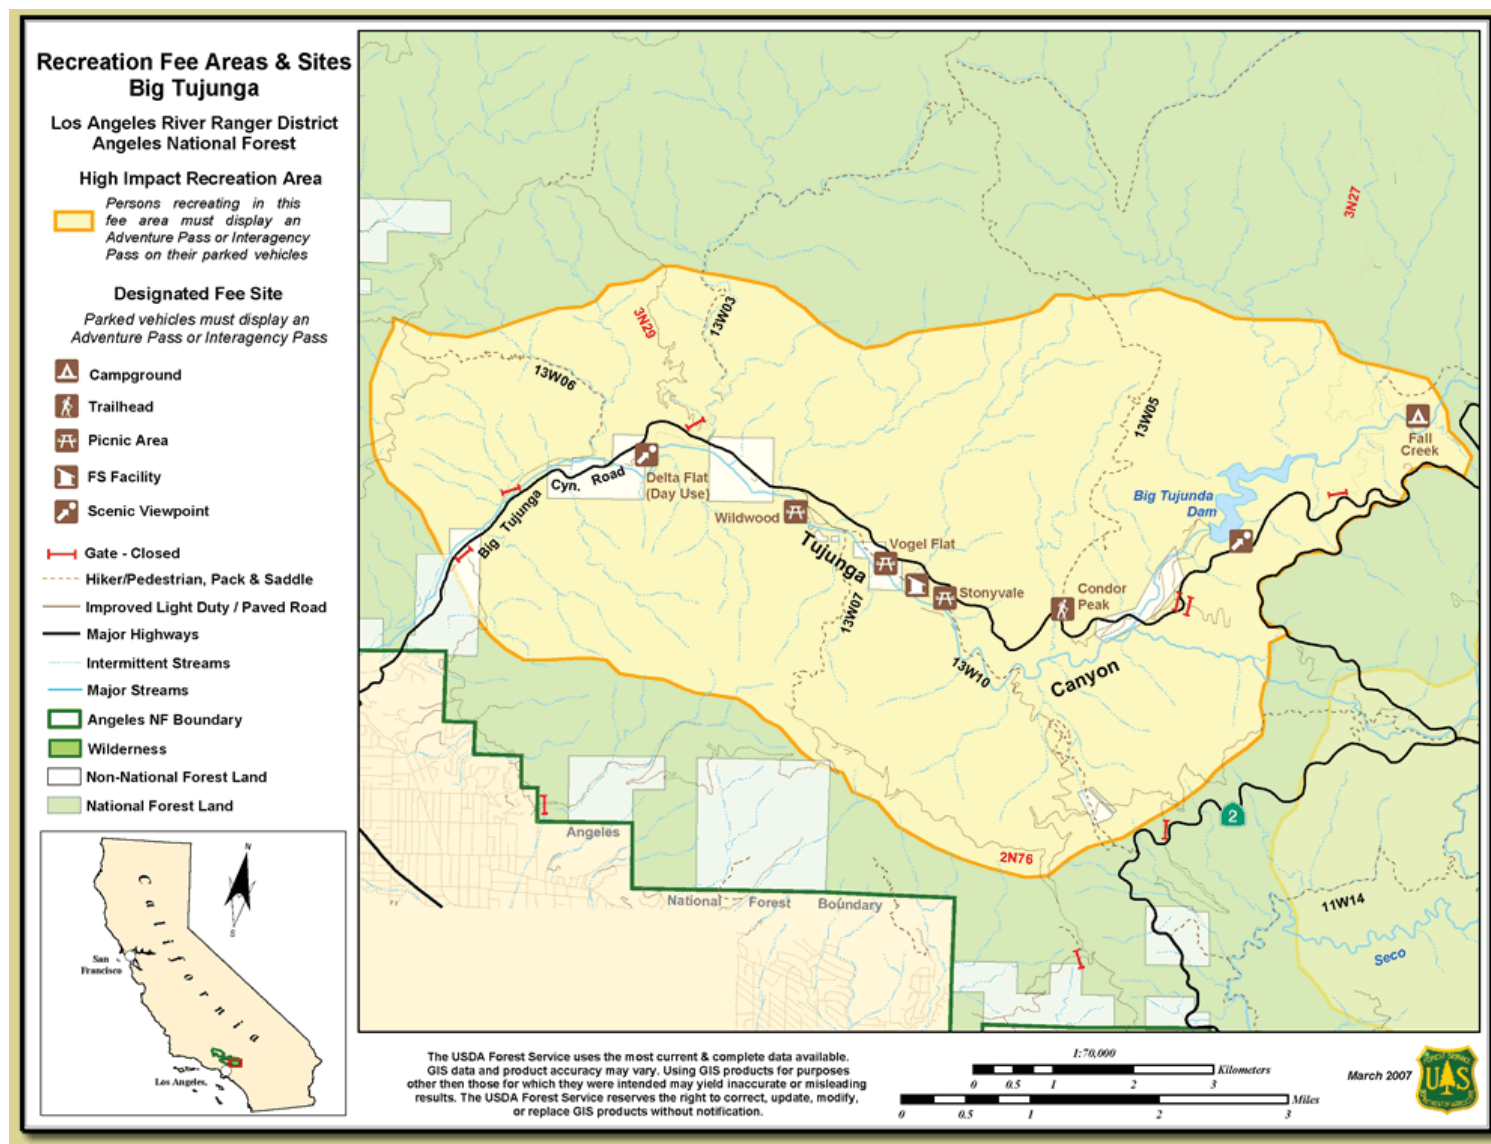 Recreation Fee Areas & Sites
Big Tujunga
Los Angeles River Ranger District
Angeles National Forest
High Impact Recreation Area
Persons recreating in this
fee area must display an
Adventure Pass or Interagency
Pass on their parked vehicles
Designated Fee Site
Parked vehicles must display an
Adventure Pass or Interagency Pass
Campground
Trailhead
Picnic Area
FS Facility
Scenic Viewpoint
Gate - Closed
Hiker/Pedestrian, Pack & Saddle
Improved Light Duty / Paved Road
Major Highways
Intermittent Streams
Major Streams
Angeles NF Boundary
Wilderness
Non-National Forest Land
National Forest Land
N
S
California
San
Francisco
Los Angeles
3N27
3N29
13W03
13W06
13W05
Fall
Creek
Big Tujunga Cyn. Road
Delta Flat
(Day Use)
Big Tujunda
Dam
Wildwood
Tujunga
Vogel Flat
Stonyvale
Condor
Peak
13W07
13W10
Canyon
2
Angeles
2N76
National Forest Boundary
11W14
Seco
The USDA Forest Service uses the most current & complete data available.
GIS data and product accuracy may vary. Using GIS products for purposes
other then those for which they were intended may yield inaccurate or misleading
results. The USDA Forest Service reserves the right to correct, update, modify,
or replace GIS products without notification.
1:70,000
0 0.5 1 2 3 Kilometers
0 0.5 1 2 3 Miles
March 2007
FOREST SERVICE
US
DEPARTMENT OF AGRICULTURE